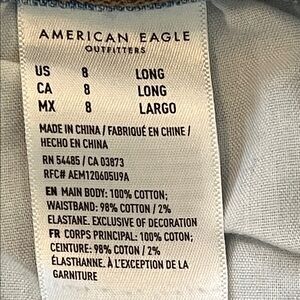 AMERICAN EAGLE
OUTFITTERS
US 8 LONG
CA 8 LONG
MX 8 LARGO
MADE IN CHINA / FABRIQUÉ EN CHINE /
HECHO EN CHINA
RN 54485 / CA 03873
RFC# AEM120605U9A
EN MAIN BODY: 100% COTTON;
WAISTBAND: 98% COTTON / 2%
ELASTANE. EXCLUSIVE OF DECORATION
FR CORPS PRINCIPAL: 100% COTON;
CEINTURE: 98% COTON / 2%
ÉLASTHANNE. À L'EXCEPTION DE LA
GARNITURE